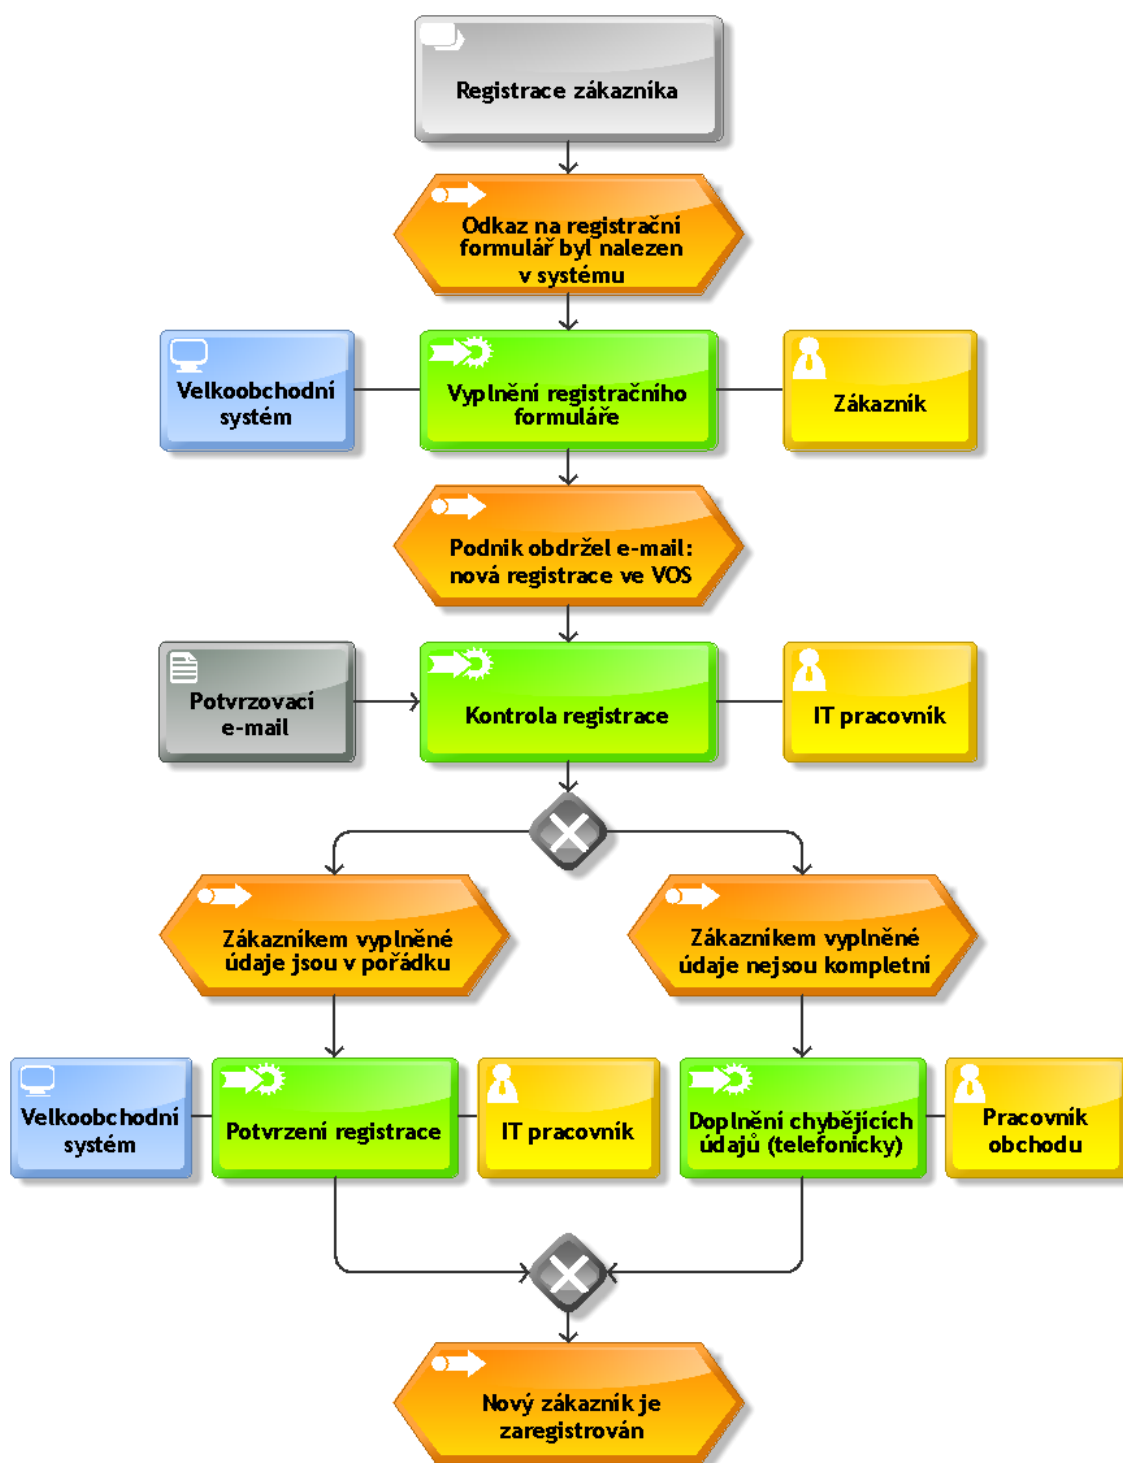 Registrace zákazníka
Odkaz na registrační
formulář byl nalezen
v systému
Velkoobchodní
systém
Vyplnění registračního
formuláře
Zákazník
Podnik obdržel e-mail:
nová registrace ve VOS
Potvrzovací
e-mail
Kontrola registrace
IT pracovník
Zákazníkem vyplněné
údaje jsou v pořádku
Zákazníkem vyplněné
údaje nejsou kompletní
Velkoobchodní
systém
Potvrzení registrace
IT pracovník
Doplnění chybějících
údajů (telefonicky)
Pracovník
obchodu
Nový zákazník je
zaregistrován